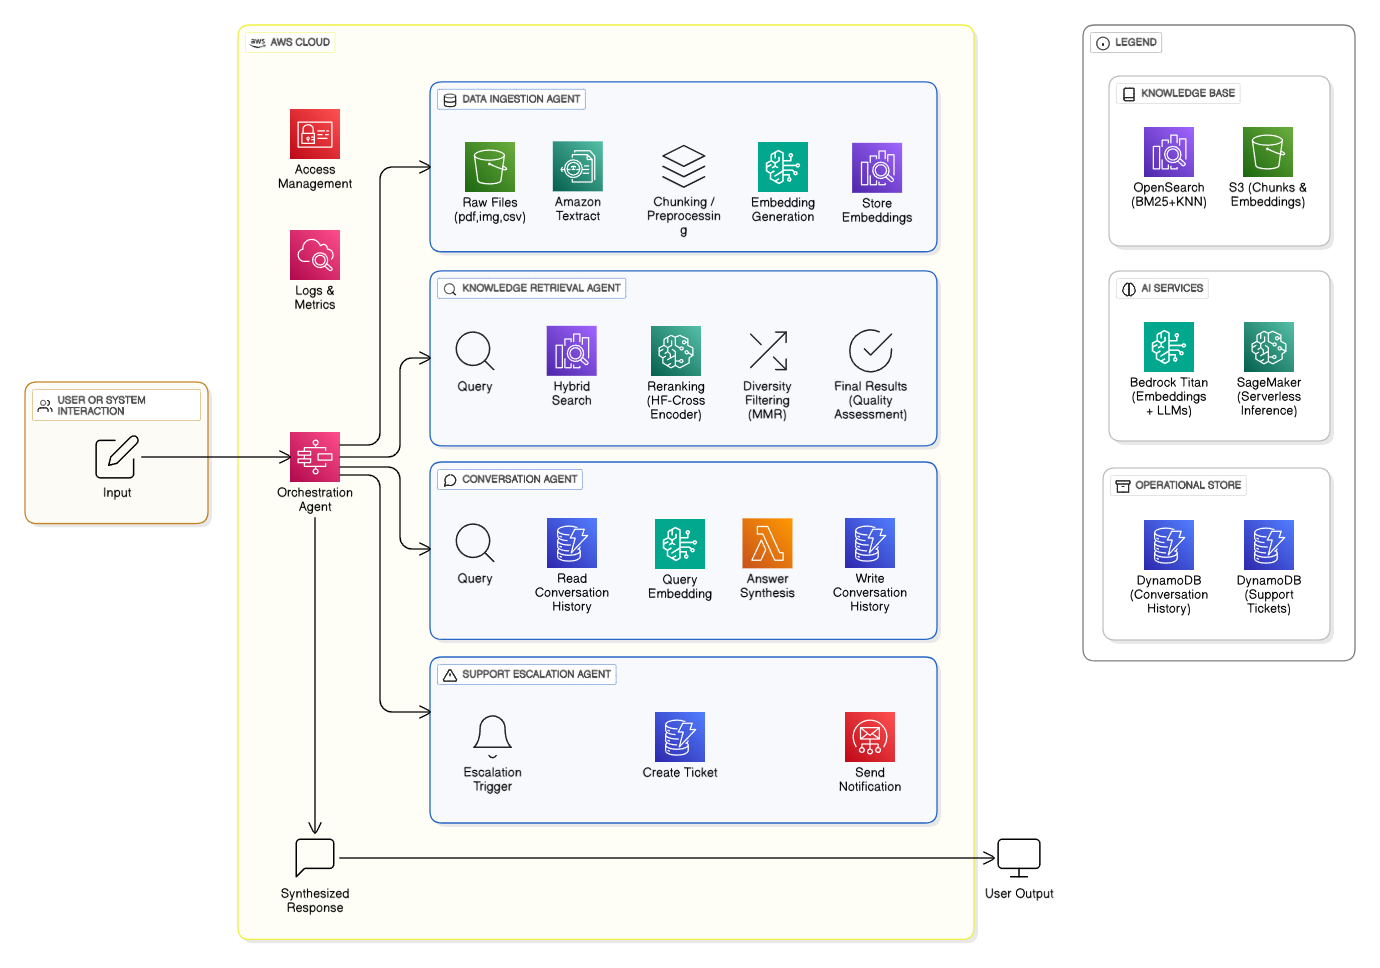 aws AWS CLOUD
Access
Management
Logs &
Metrics
USER OR SYSTEM
INTERACTION
Input
Orchestration
Agent
DATA INGESTION AGENT
Raw Files
(pdf,img,csv)
Amazon
Textract
Chunking /
Preprocessin
g
Embedding
Generation
Store
Embeddings
KNOWLEDGE RETRIEVAL AGENT
Query
Hybrid
Search
Reranking
(HF-Cross
Encoder)
Diversity
Filtering
(MMR)
Final Results
(Quality
Assessment)
CONVERSATION AGENT
Query
Read
Conversation
History
Query
Embedding
Answer
Synthesis
Write
Conversation
History
SUPPORT ESCALATION AGENT
Escalation
Trigger
Create Ticket
Send
Notification
Synthesized
Response
User Output
LEGEND
KNOWLEDGE BASE
OpenSearch
(BM25+KNN)
S3 (Chunks &
Embeddings)
AI SERVICES
Bedrock Titan
(Embeddings
+ LLMs)
SageMaker
(Serverless
Inference)
OPERATIONAL STORE
DynamoDB
(Conversation
History)
DynamoDB
(Support
Tickets)